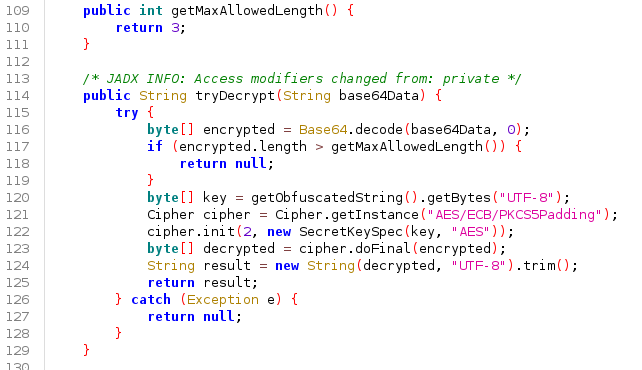 109 public int getMaxAllowedLength() {
110 return 3;
111 }
112
113 /* JADX INFO: Access modifiers changed from: private */
114 public String tryDecrypt(String base64Data) {
115 try {
116 byte[] encrypted = Base64.decode(base64Data, 0);
117 if (encrypted.length > getMaxAllowedLength()) {
118 return null;
119 }
120 byte[] key = getObfuscatedString().getBytes("UTF-8");
121 Cipher cipher = Cipher.getInstance("AES/ECB/PKCS5Padding");
122 cipher.init(2, new SecretKeySpec(key, "AES"));
123 byte[] decrypted = cipher.doFinal(encrypted);
124 String result = new String(decrypted, "UTF-8").trim();
125 return result;
126 } catch (Exception e) {
127 return null;
128 }
129 }
130